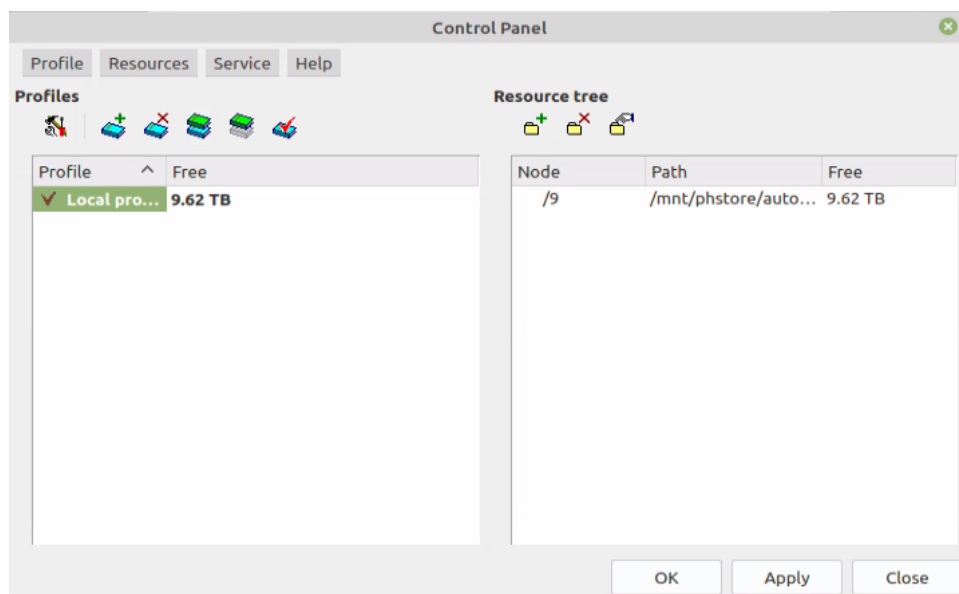 Control Panel
Profile Resources Service Help
Profiles
Resource tree
Profile Free
Local pro... 9.62 TB
Node Path Free
/9 /mnt/phstore/auto... 9.62 TB
OK Apply Close